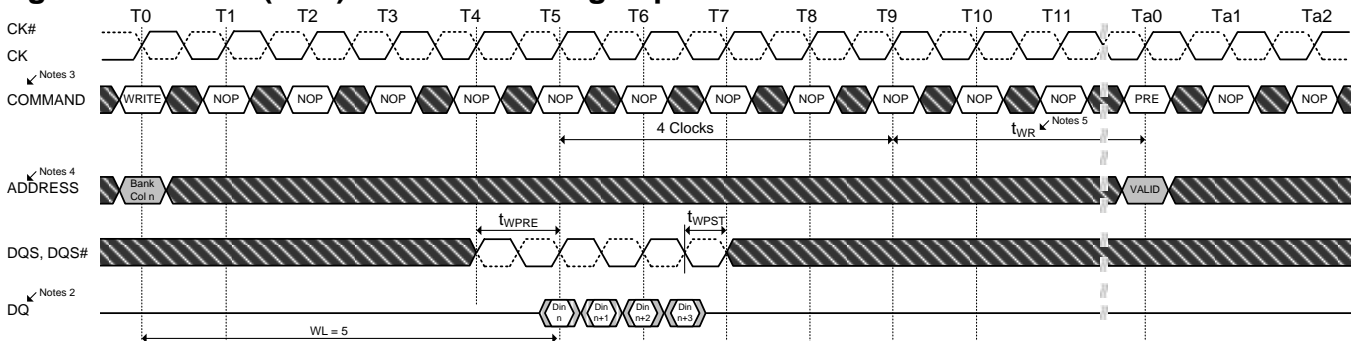 T0 T1 T2 T3 T4 T5 T6 T7 T8 T9 T10 T11 Ta0 Ta1 Ta2
CK#
CK
Notes 3
COMMAND WRITE NOP NOP NOP NOP NOP NOP NOP NOP NOP NOP NOP PRE NOP NOP
4 Clocks tWR Notes 5
Notes 4
ADDRESS Bank Col n VALID
tWPRE tWPST
DQS, DQS#
Notes 2
DQ Din n Din n+1 Din n+2 Din n+3
WL = 5